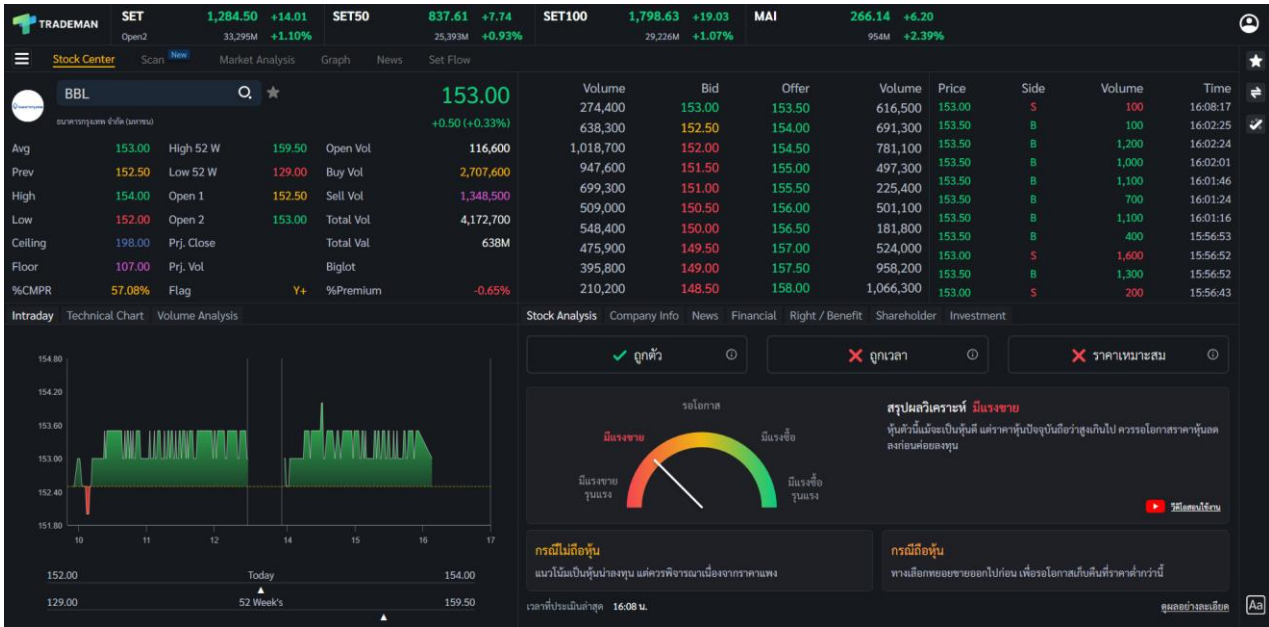 TRADEMAN SET 1,284.50 +14.01 SET50 837.61 +7.74 SET100 1,798.63 +19.03 MAI 266.14 +6.20
Open2 33,295M +1.10% 25,393M +0.93% 29,226M +1.07% 954M +2.39%
Stock Center Scan New Market Analysis Graph News Set Flow
BBL 153.00
ธนาคารกรุงเทพ จำกัด (มหาชน) +0.50 (+0.33%)
Avg 153.00 High 52 W 159.50 Open Vol 116,600
Prev 152.50 Low 52 W 129.00 Buy Vol 2,707,600
High 154.00 Open 1 152.50 Sell Vol 1,348,500
Low 152.00 Open 2 153.00 Total Vol 4,172,700
Ceiling 198.00 Prj. Close Total Val 638M
Floor 107.00 Prj. Vol Biglot
%CMPR 57.08% Flag Y+ %Premium -0.65%
Volume Bid Offer Volume
274,400 153.00 153.50 616,500
638,300 152.50 154.00 691,300
1,018,700 152.00 154.50 781,100
947,600 151.50 155.00 497,300
699,300 151.00 155.50 225,400
509,000 150.50 156.00 501,100
548,400 150.00 156.50 181,800
475,900 149.50 157.00 524,000
395,800 149.00 157.50 958,200
210,200 148.50 158.00 1,066,300
Price Side Volume Time
153.00 S 100 16:08:17
153.50 B 100 16:02:25
153.50 B 1,200 16:02:24
153.50 B 1,000 16:02:01
153.50 B 1,100 16:01:46
153.50 B 700 16:01:24
153.50 B 1,100 16:01:16
153.50 B 400 15:56:53
153.00 S 1,600 15:56:52
153.50 B 1,300 15:56:52
153.00 S 200 15:56:43
Intraday Technical Chart Volume Analysis
154.80
154.20
153.60
153.00
152.40
151.80
10 11 12 14 15 16 17
152.00 Today 154.00
129.00 52 Week's 159.50
Stock Analysis Company Info News Financial Right / Benefit Shareholder Investment
ถูกตัว ถูกเวลา ราคาเหมาะสม
รอโอกาส
มีแรงขาย มีแรงซื้อ
มีแรงขาย มีแรงซื้อ
รุนแรง รุนแรง
สรุปผลวิเคราะห์ มีแรงขาย
หุ้นตัวนี้แม้จะเป็นหุ้นดี แต่ราคาหุ้นปัจจุบันถือว่าสูงเกินไป ควรรอโอกาสราคาหุ้นลด
ลงก่อนค่อยลงทุน
วิดีโอสอนใช้งาน
กรณีไม่ถือหุ้น
แนวโน้มเป็นหุ้นน่าลงทุน แต่ควรพิจารณาเนื่องจากราคาแพง
กรณีถือหุ้น
ทางเลือกทยอยขายออกไปก่อน เพื่อรอโอกาสเก็บคืนที่ราคาต่ำกว่านี้
เวลาที่ประเมินล่าสุด 16:08 น. ดูผลอย่างละเอียด
Aa